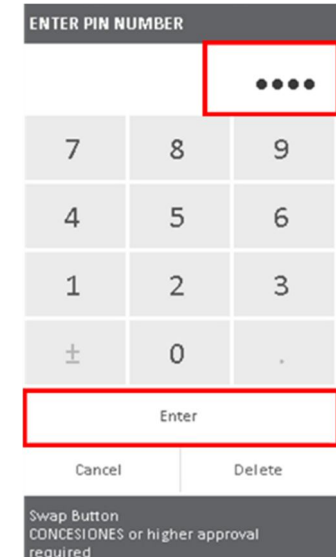 ENTER PIN NUMBER
••••
7 8 9
4 5 6
1 2 3
± 0 .
Enter
Cancel Delete
Swap Button
CONCESIONES or higher approval
required